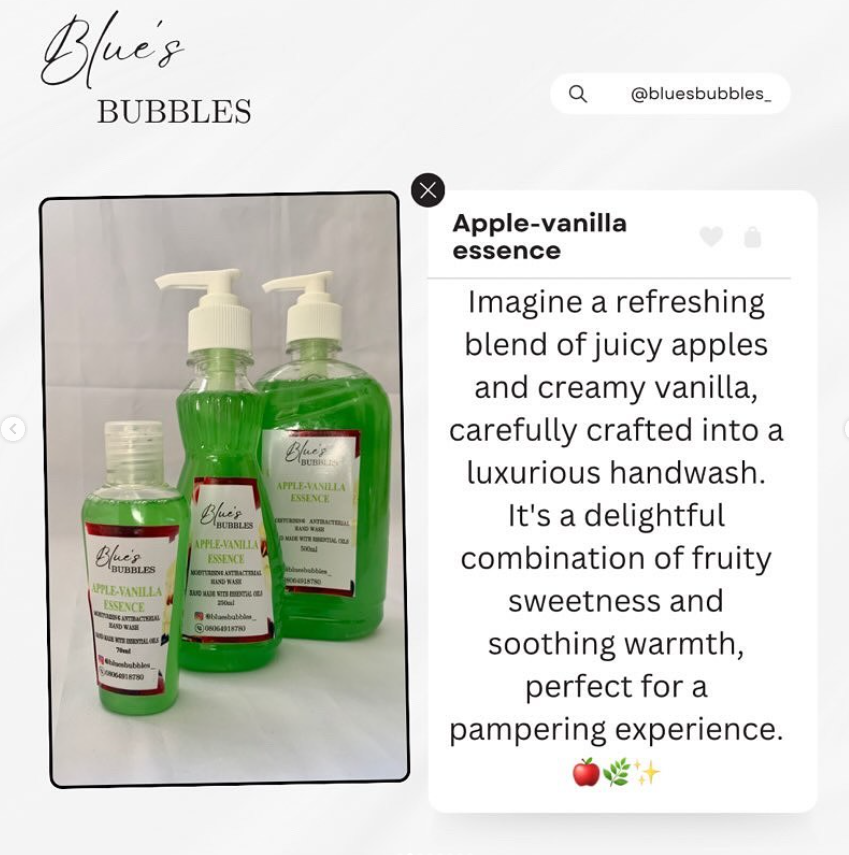 Blue's
BUBBLES
@bluesbubbles_
Apple-vanilla
essence
Imagine a refreshing
blend of juicy apples
and creamy vanilla,
carefully crafted into a
luxurious handwash.
It's a delightful
combination of fruity
sweetness and
soothing warmth,
perfect for a
pampering experience.
🍎🌿✨
Blue's
BUBBLES
APPLE-VANILLA
ESSENCE
MOISTURISING ANTIBACTERIAL
HAND WASH
HAND MADE WITH ESSENTIAL OILS
70ml
@bluesbubbles_
08064918780
Blue's
BUBBLES
APPLE-VANILLA
ESSENCE
MOISTURISING ANTIBACTERIAL
HAND WASH
HAND MADE WITH ESSENTIAL OILS
250ml
@bluesbubbles_
08064918780
Blue's
BUBBLES
APPLE-VANILLA
ESSENCE
ANTIBACTERIAL
HAND WASH
MADE WITH ESSENTIAL OILS
500ml
@bluesbubbles_
08064918780